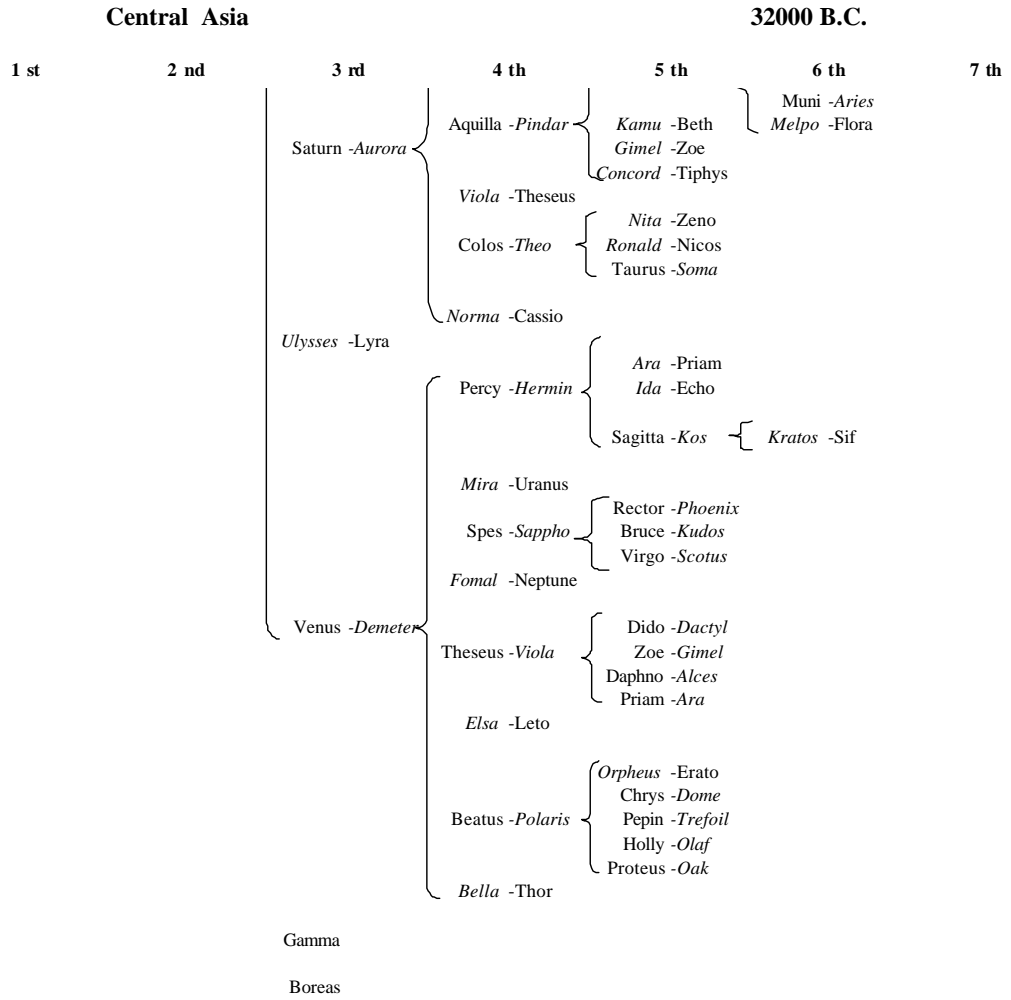 Central Asia 32000 B.C.
1 st 2 nd 3 rd 4 th 5 th 6 th 7 th
Muni -Aries
Aquilla -Pindar Kamu -Beth Melpo -Flora
Saturn -Aurora Gimel -Zoe
Concord -Tiphys
Viola -Theseus
Nita -Zeno
Colos -Theo Ronald -Nicos
Taurus -Soma
Norma -Cassio
Ulysses -Lyra
Ara -Priam
Percy -Hermin Ida -Echo
Sagitta -Kos Kratos -Sif
Mira -Uranus
Rector -Phoenix
Spes -Sappho Bruce -Kudos
Virgo -Scotus
Fomal -Neptune
Venus -Demeter Dido -Dactyl
Theseus -Viola Zoe -Gimel
Daphno -Alces
Priam -Ara
Elsa -Leto
Orpheus -Erato
Chrys -Dome
Beatus -Polaris Pepin -Trefoil
Holly -Olaf
Proteus -Oak
Bella -Thor
Gamma
Boreas